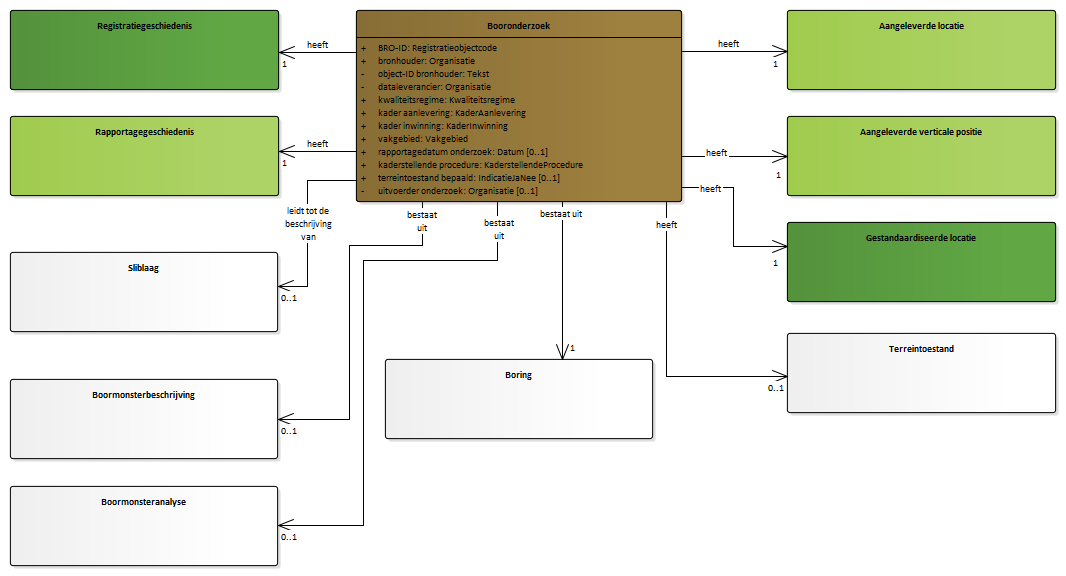 Registratiegeschiedenis
heeft
1
Rapportagegeschiedenis
heeft
1
leidt tot de
beschrijving
van
Sliblaag
0..1
Boormonsterbeschrijving
0..1
Boormonsteranalyse
0..1
Booronderzoek
+ BRO-ID: Registratieobjectcode
+ bronhouder: Organisatie
- object-ID bronhouder: Tekst
- dataleverancier: Organisatie
+ kwaliteitsregime: Kwaliteitsregime
+ kader aanlevering: KaderAanlevering
+ kader inwinning: KaderInwinning
+ vakgebied: Vakgebied
+ rapportagedatum onderzoek: Datum [0..1]
+ kaderstellende procedure: KaderstellendeProcedure
+ terreintoestand bepaald: IndicatieJaNee [0..1]
- uitvoerder onderzoek: Organisatie [0..1]
bestaat
uit
bestaat
uit
bestaat uit
heeft
1
Boring
heeft
1
Aangeleverde locatie
heeft
1
Aangeleverde verticale positie
heeft
1
Gestandaardiseerde locatie
Terreintoestand
0..1